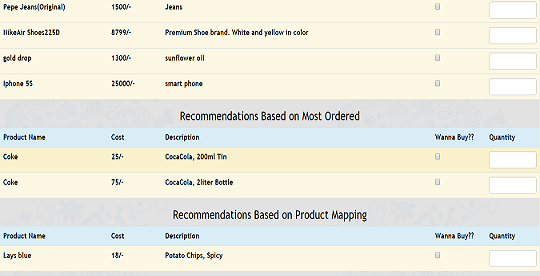 Pepe Jeans(Original) 1500/- Jeans
NikeAir Shoes225D 8799/- Premium Shoe brand. White and yellow in color
gold drop 1300/- sunflower oil
Iphone 5S 25000/- smart phone
Recommendations Based on Most Ordered
Product Name Cost Description Wanna Buy?? Quantity
Coke 25/- CocaCola, 200ml Tin
Coke 75/- CocaCola, 2liter Bottle
Recommendations Based on Product Mapping
Product Name Cost Description Wanna Buy?? Quantity
Lays blue 18/- Potato Chips, Spicy